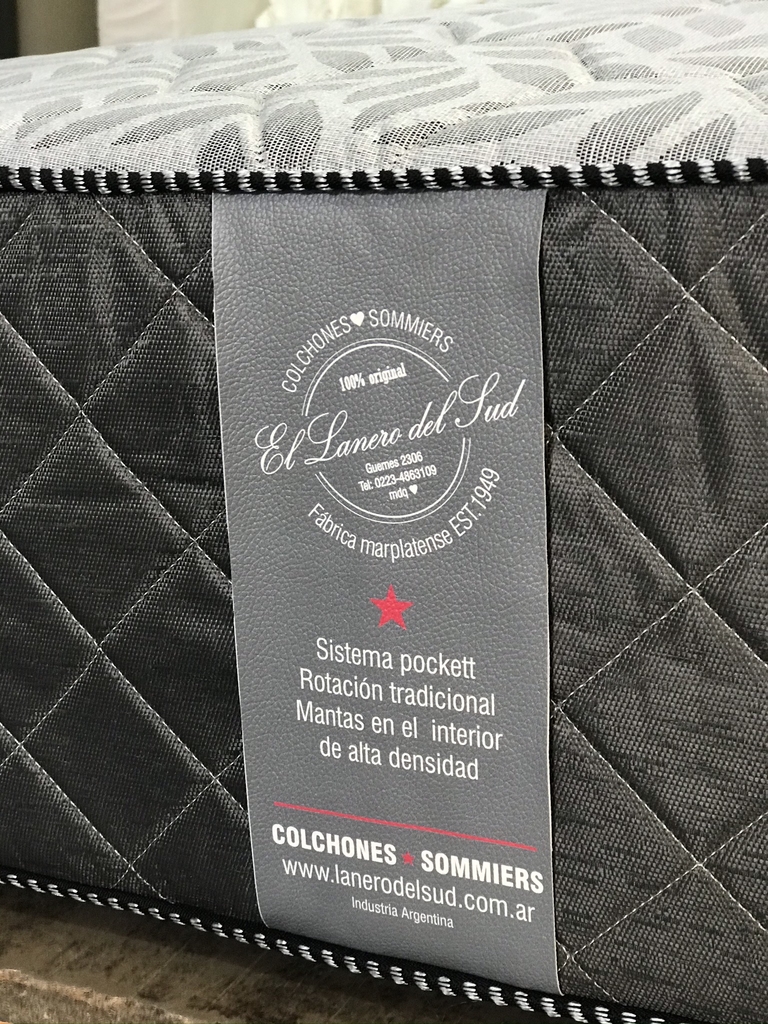 COLCHONES♥SOMMIERS
100% original
El Lanero del Sud
Guemes 2306
Tel: 0223-4863109
mdq ♥
Fábrica marplatense EST.1949
Sistema pockett
Rotación tradicional
Mantas en el interior
de alta densidad
COLCHONES ★ SOMMIERS
www.lanerodelsud.com.ar
Industria Argentina